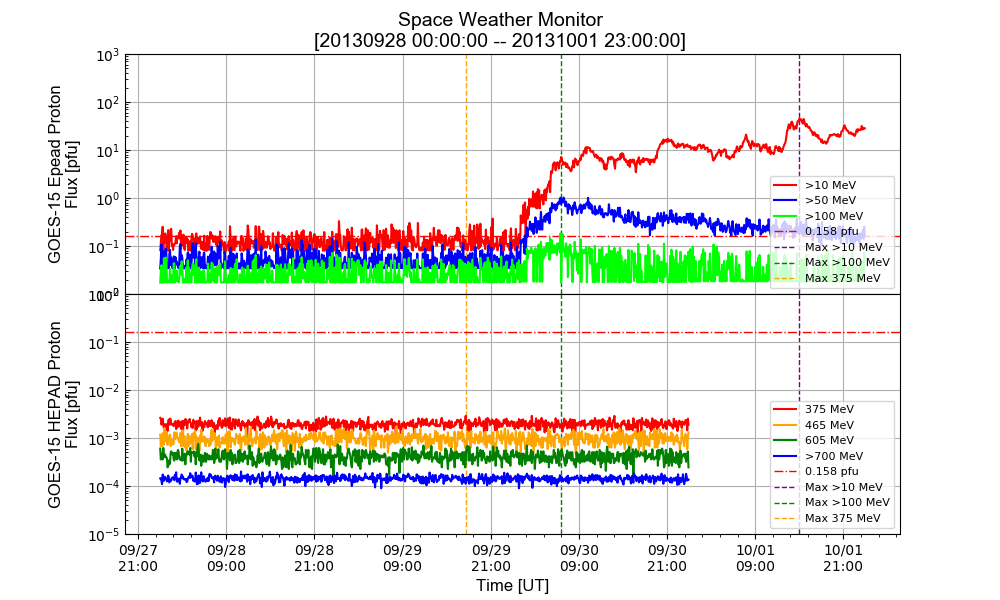 Space Weather Monitor
[20130928 00:00:00 -- 20131001 23:00:00]
GOES-15 Epead Proton
Flux [pfu]
10³
10²
10¹
10⁰
10⁻¹
>10 MeV
>50 MeV
>100 MeV
0.158 pfu
Max >10 MeV
Max >100 MeV
Max 375 MeV
GOES-15 HEPAD Proton
Flux [pfu]
10⁰
10⁻¹
10⁻²
10⁻³
10⁻⁴
10⁻⁵
375 MeV
465 MeV
605 MeV
>700 MeV
0.158 pfu
Max >10 MeV
Max >100 MeV
Max 375 MeV
09/27 09/28 09/28 09/29 09/29 09/30 09/30 10/01 10/01
21:00 09:00 21:00 09:00 21:00 09:00 21:00 09:00 21:00
Time [UT]